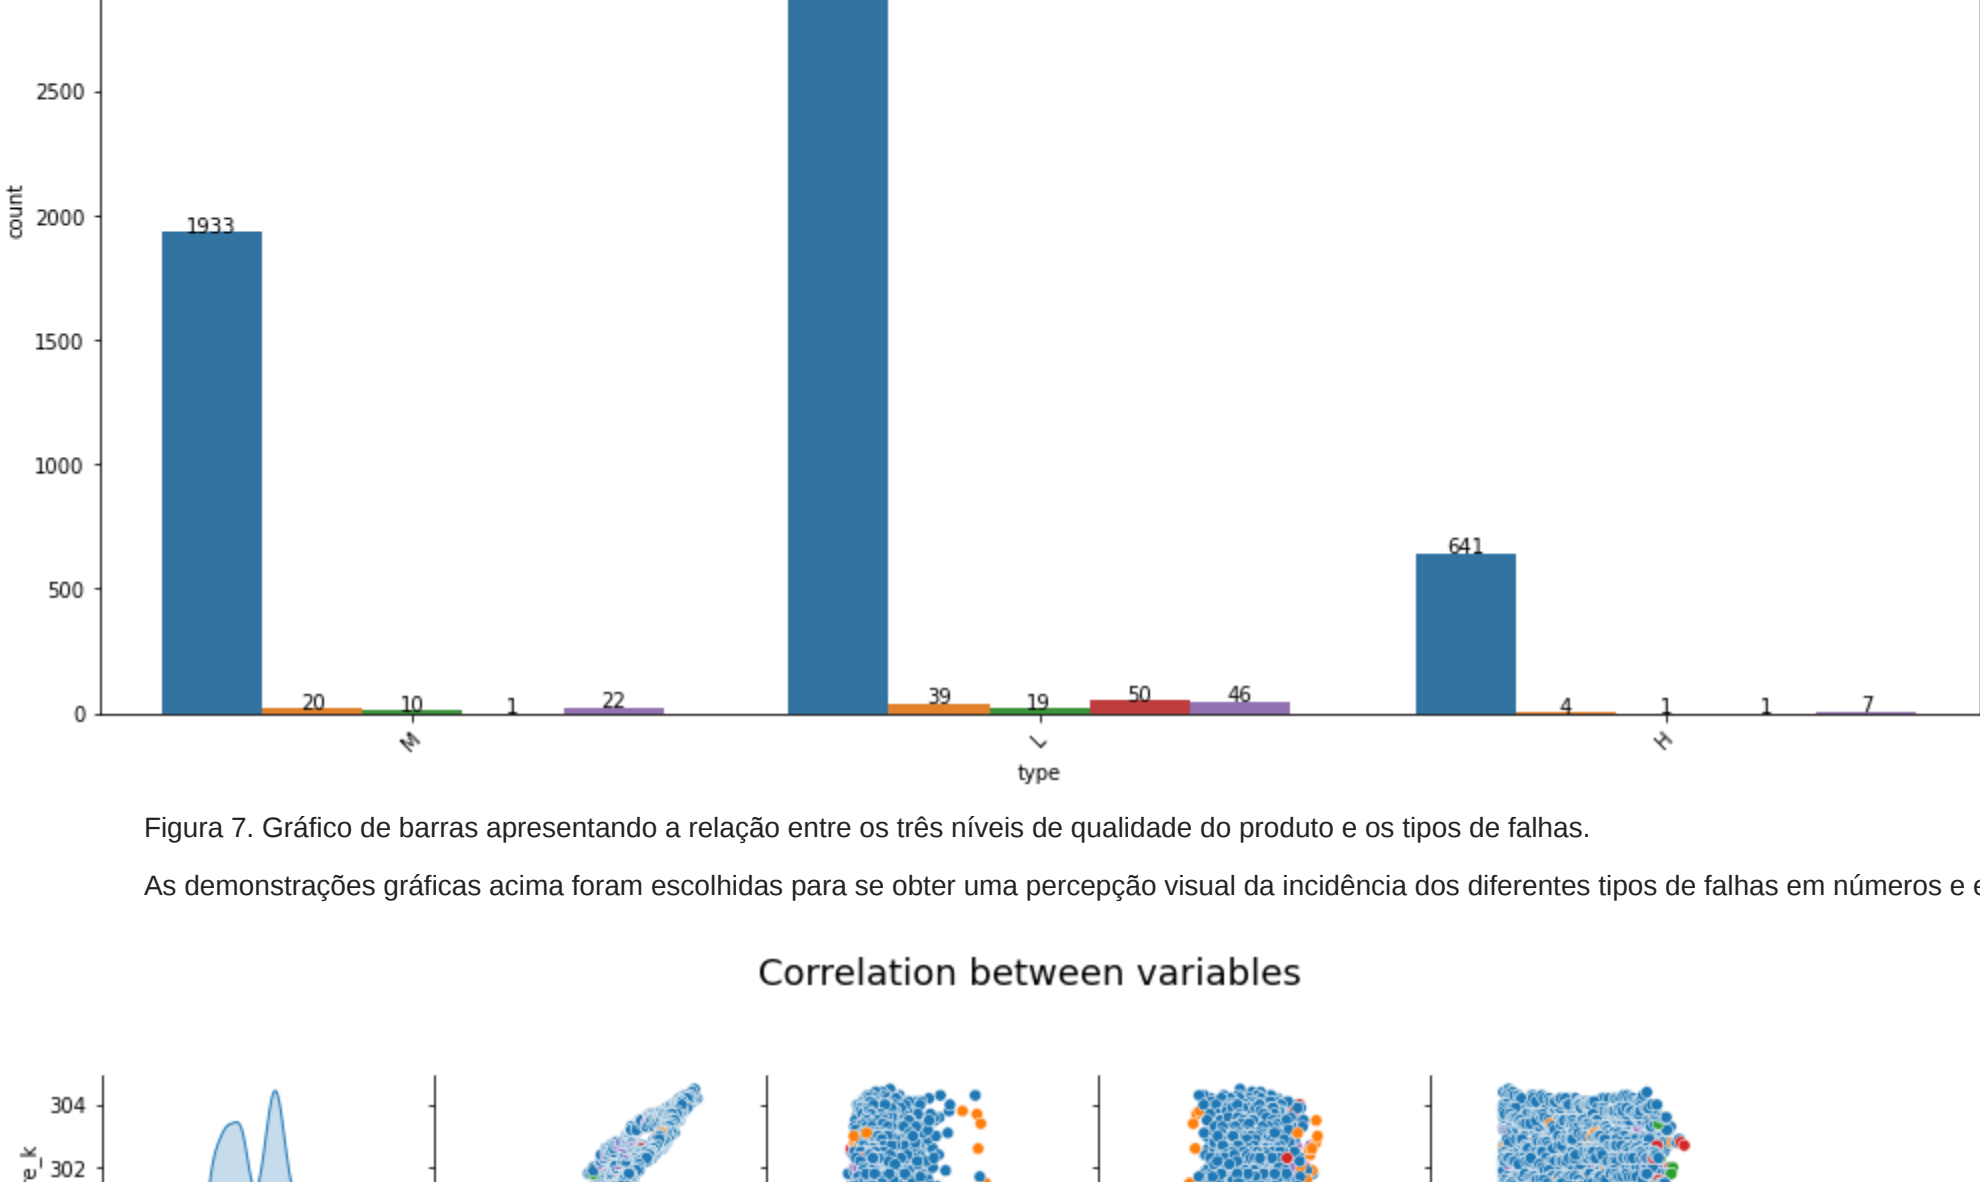 2500
count
2000
1933
1500
1000
641
500
20
10
1
22
39
19
50
46
4
1
1
7
0
M
L
H
type
Figura 7. Gráfico de barras apresentando a relação entre os três níveis de qualidade do produto e os tipos de falhas.
As demonstrações gráficas acima foram escolhidas para se obter uma percepção visual da incidência dos diferentes tipos de falhas em números e
Correlation between variables
304
302